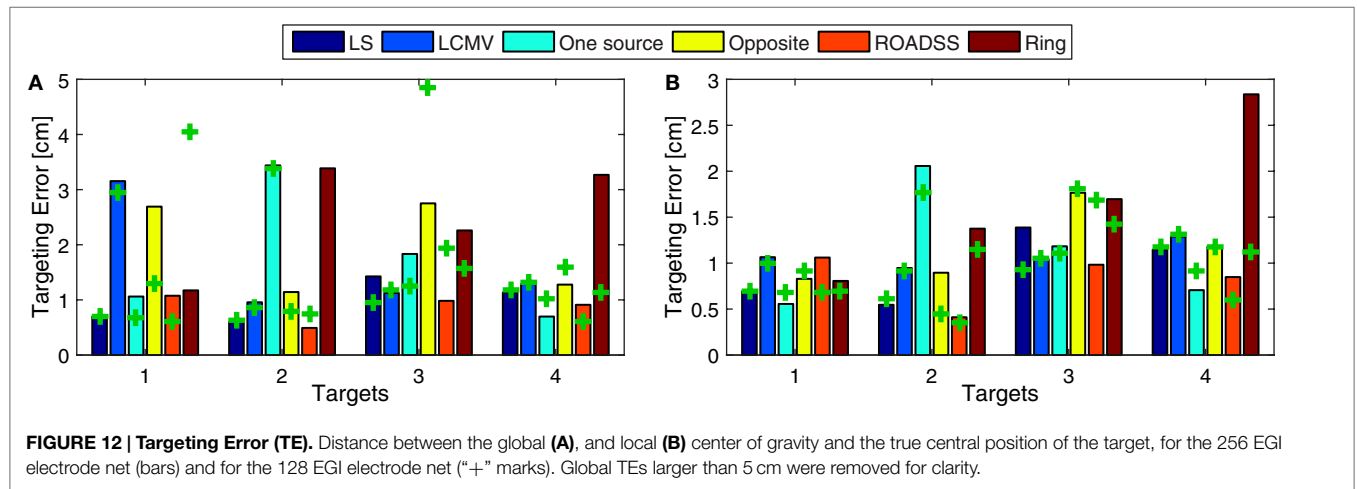 LS LCMV One source Opposite ROADSS Ring
A
Targeting Error [cm]
5
4
3
2
1
0
1 2 3 4
Targets
B
Targeting Error [cm]
3
2.5
2
1.5
1
0.5
0
1 2 3 4
Targets
FIGURE 12 | Targeting Error (TE). Distance between the global (A), and local (B) center of gravity and the true central position of the target, for the 256 EGI
electrode net (bars) and for the 128 EGI electrode net (“+” marks). Global TEs larger than 5 cm were removed for clarity.